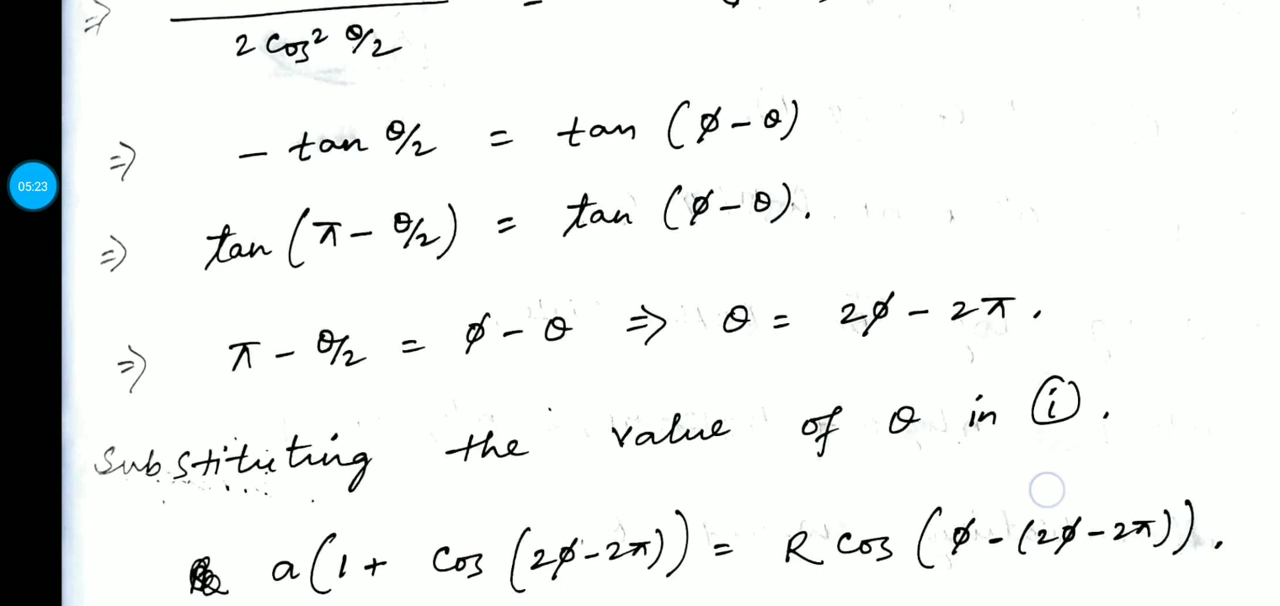 ⇒
2 cos² θ/2
⇒ - tan θ/2 = tan (ϕ - θ)
05:23
⇒ tan (π - θ/2) = tan (ϕ - θ).
⇒ π - θ/2 = ϕ - θ ⇒ θ = 2ϕ - 2π.
Substituting the value of θ in ⓘ.
a(1 + cos (2ϕ - 2π)) = R cos (ϕ - (2ϕ - 2π)).